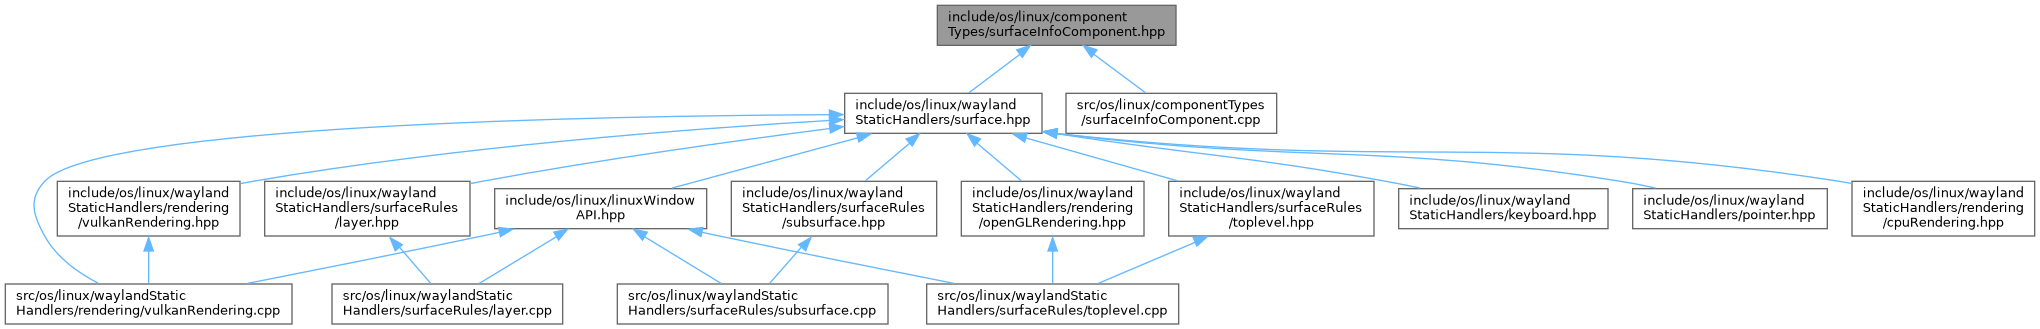 include/os/linux/component
Types/surfaceInfoComponent.hpp
include/os/linux/wayland
StaticHandlers/surface.hpp
src/os/linux/componentTypes
/surfaceInfoComponent.cpp
include/os/linux/wayland
StaticHandlers/rendering
/vulkanRendering.hpp
include/os/linux/wayland
StaticHandlers/surfaceRules
/layer.hpp
include/os/linux/linuxWindow
API.hpp
include/os/linux/wayland
StaticHandlers/surfaceRules
/subsurface.hpp
include/os/linux/wayland
StaticHandlers/rendering
/openGLRendering.hpp
include/os/linux/wayland
StaticHandlers/surfaceRules
/toplevel.hpp
include/os/linux/wayland
StaticHandlers/keyboard.hpp
include/os/linux/wayland
StaticHandlers/pointer.hpp
include/os/linux/wayland
StaticHandlers/rendering
/cpuRendering.hpp
src/os/linux/waylandStatic
Handlers/rendering/vulkanRendering.cpp
src/os/linux/waylandStatic
Handlers/surfaceRules/layer.cpp
src/os/linux/waylandStatic
Handlers/surfaceRules/subsurface.cpp
src/os/linux/waylandStatic
Handlers/surfaceRules/toplevel.cpp